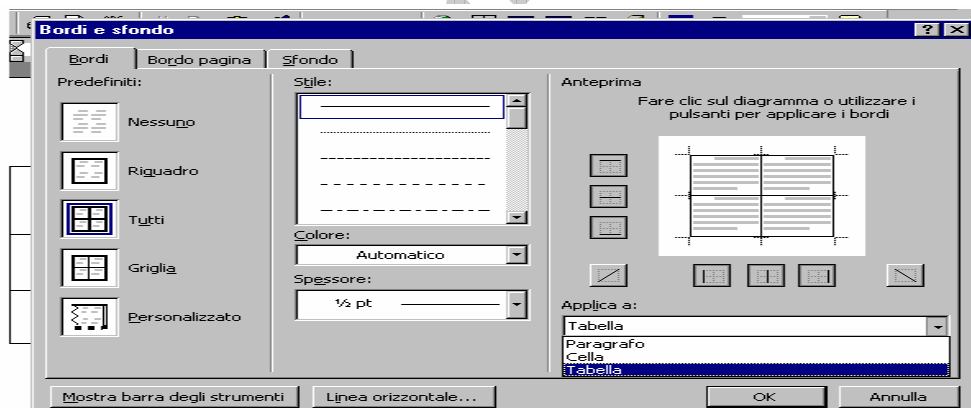 Bordi e sfondo
Bordi
Bordo pagina
Sfondo
Predefiniti:
Nessuno
Riquadro
Tutti
Griglia
Personalizzato
Stile:
Colore:
Automatico
Spessore:
½ pt
Anteprima
Fare clic sul diagramma o utilizzare i
pulsanti per applicare i bordi
Applica a:
Tabella
Paragrafo
Cella
Tabella
Mostra barra degli strumenti
Linea orizzontale...
OK
Annulla